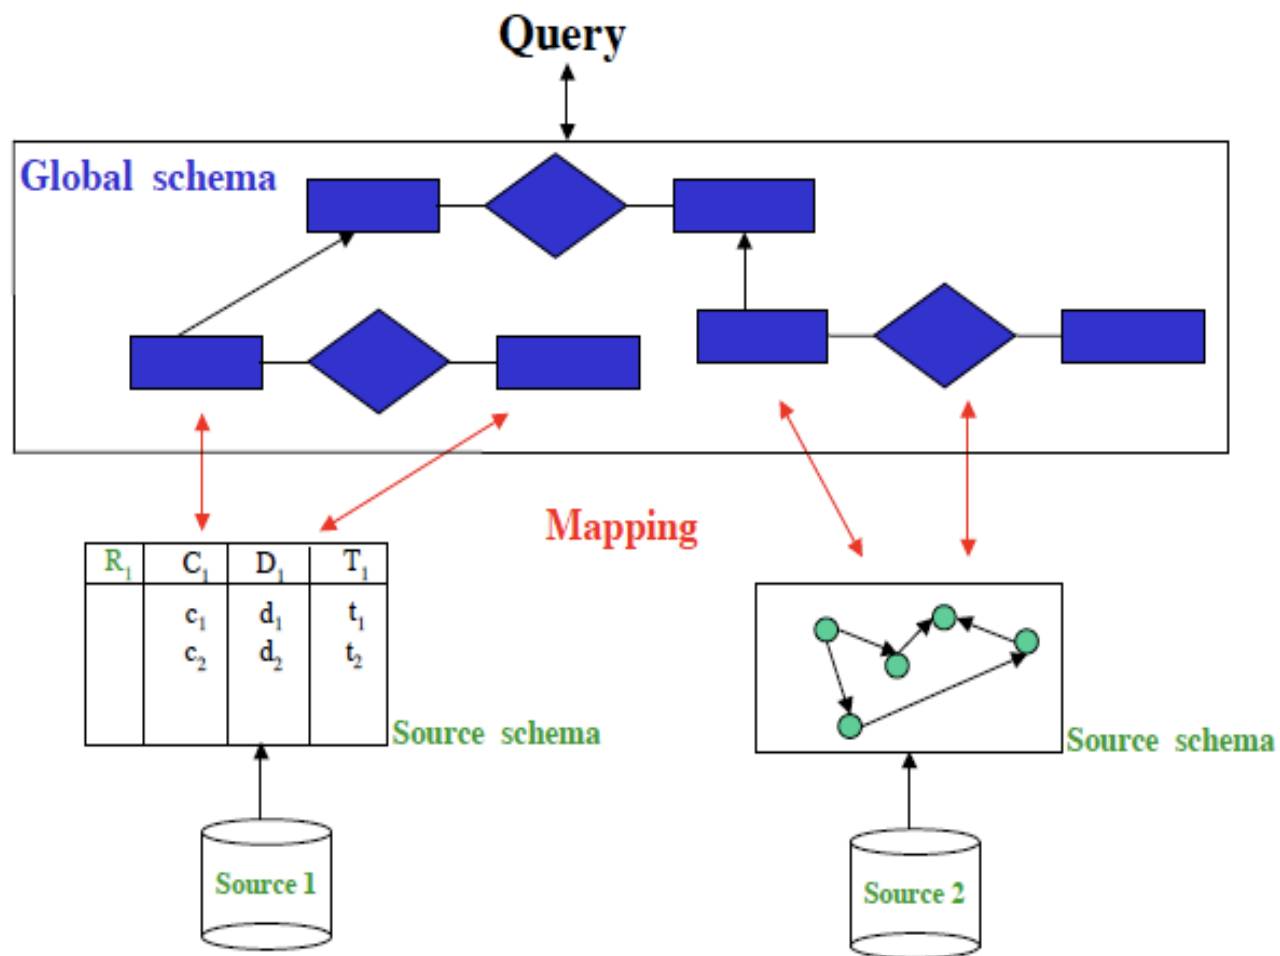 Query
Global schema
Mapping
R₁ C₁ D₁ T₁
c₁ d₁ t₁
c₂ d₂ t₂
Source schema
Source schema
Source 1
Source 2